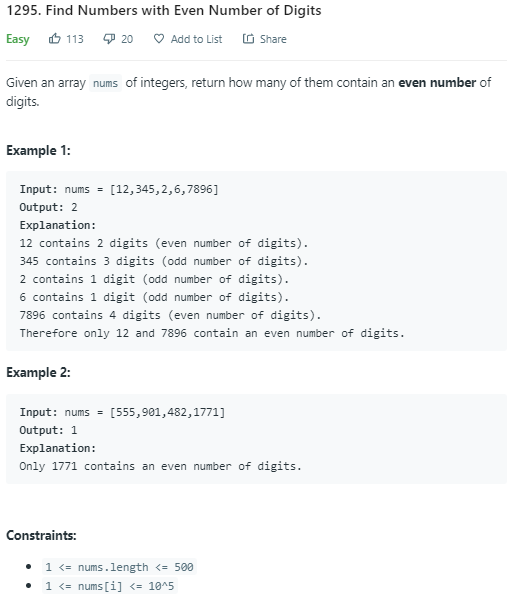 1295. Find Numbers with Even Number of Digits
Easy 113 20 Add to List Share
Given an array nums of integers, return how many of them contain an even number of
digits.
Example 1:
Input: nums = [12,345,2,6,7896]
Output: 2
Explanation:
12 contains 2 digits (even number of digits).
345 contains 3 digits (odd number of digits).
2 contains 1 digit (odd number of digits).
6 contains 1 digit (odd number of digits).
7896 contains 4 digits (even number of digits).
Therefore only 12 and 7896 contain an even number of digits.
Example 2:
Input: nums = [555,901,482,1771]
Output: 1
Explanation:
Only 1771 contains an even number of digits.
Constraints:
• 1 <= nums.length <= 500
• 1 <= nums[i] <= 10^5